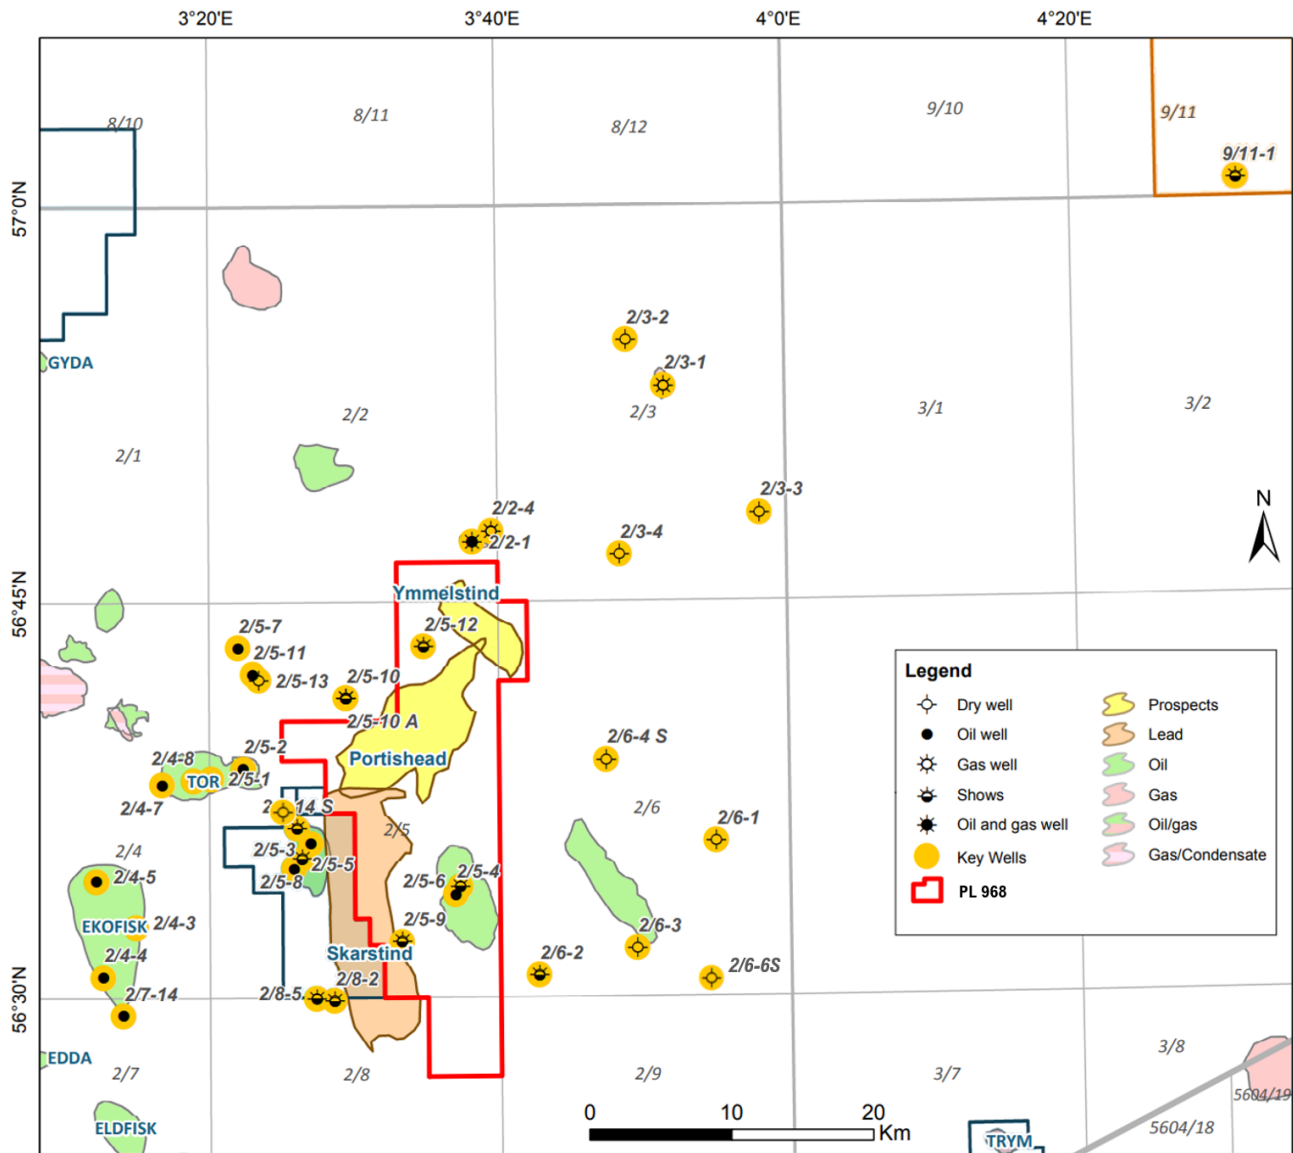 3°20'E 3°40'E 4°0'E 4°20'E
8/10
8/11
8/12
9/10
9/11
9/11-1
57°0'N
2/3-2
GYDA
2/3-1
2/2
2/3
3/1
3/2
2/1
2/3-3
N
2/2-4
2/2-1
2/3-4
56°45'N
Ymmelstind
2/5-7
2/5-12
2/5-11
2/5-13
2/5-10
2/5-10 A
2/5-2
2/4-8
TOR
2/5-1
Portishead
2/6-4 S
2/4-7
14 S
2/6
2/6-1
2/5
2/4
2/5-3
2/5-5
2/5-8
2/4-5
2/5-6
2/5-4
EKOFISK
2/4-3
2/5-9
2/6-3
2/4-4
Skarstind
2/6-2
2/6-6S
2/8-2
2/8-5
2/7-14
56°30'N
EDDA
2/7
2/8
2/9
3/7
3/8
5604/19
ELDFISK
0 10 20
Km
5604/18
TRYM
Legend
Dry well
Oil well
Gas well
Shows
Oil and gas well
Key Wells
PL 968
Prospects
Lead
Oil
Gas
Oil/gas
Gas/Condensate